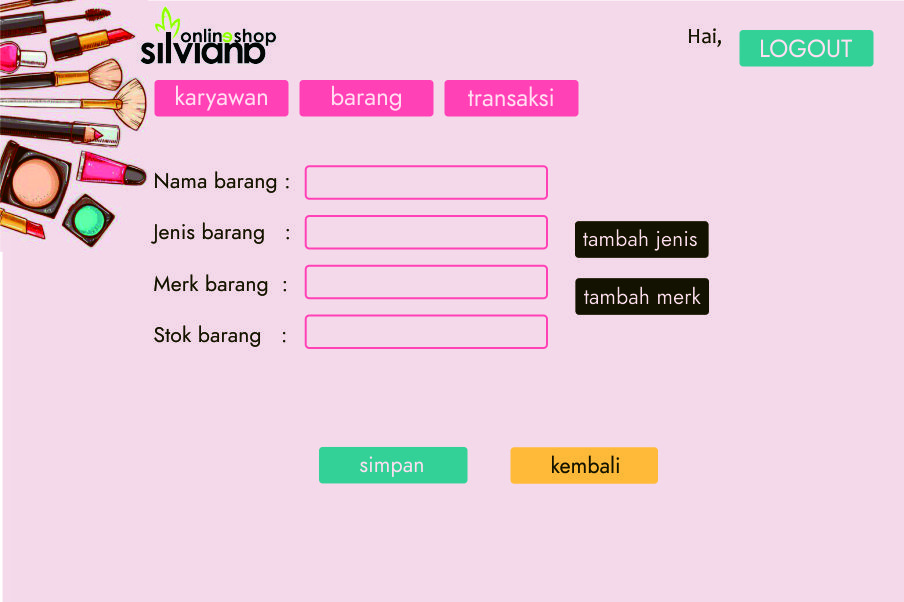 onlineshop
silviana
Hai,
LOGOUT
karyawan
barang
transaksi
Nama barang :
Jenis barang :
tambah jenis
Merk barang :
tambah merk
Stok barang :
simpan
kembali